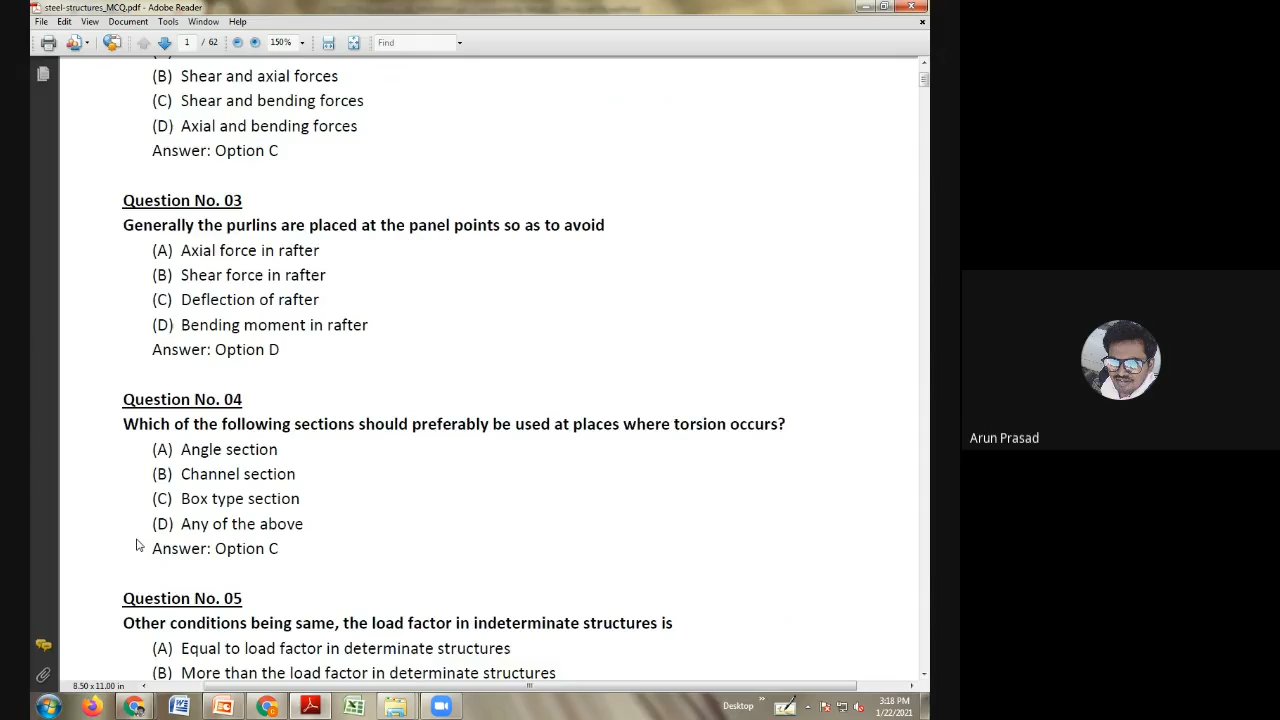 steel-structures_MCQ.pdf - Adobe Reader
File Edit View Document Tools Window Help
1 / 62 150% Find
(B) Shear and axial forces
(C) Shear and bending forces
(D) Axial and bending forces
Answer: Option C
Question No. 03
Generally the purlins are placed at the panel points so as to avoid
(A) Axial force in rafter
(B) Shear force in rafter
(C) Deflection of rafter
(D) Bending moment in rafter
Answer: Option D
Question No. 04
Which of the following sections should preferably be used at places where torsion occurs?
(A) Angle section
(B) Channel section
(C) Box type section
(D) Any of the above
Answer: Option C
Question No. 05
Other conditions being same, the load factor in indeterminate structures is
(A) Equal to load factor in determinate structures
(B) More than the load factor in determinate structures
8.50 x 11.00 in
Desktop
3:18 PM
1/22/2021
Arun Prasad